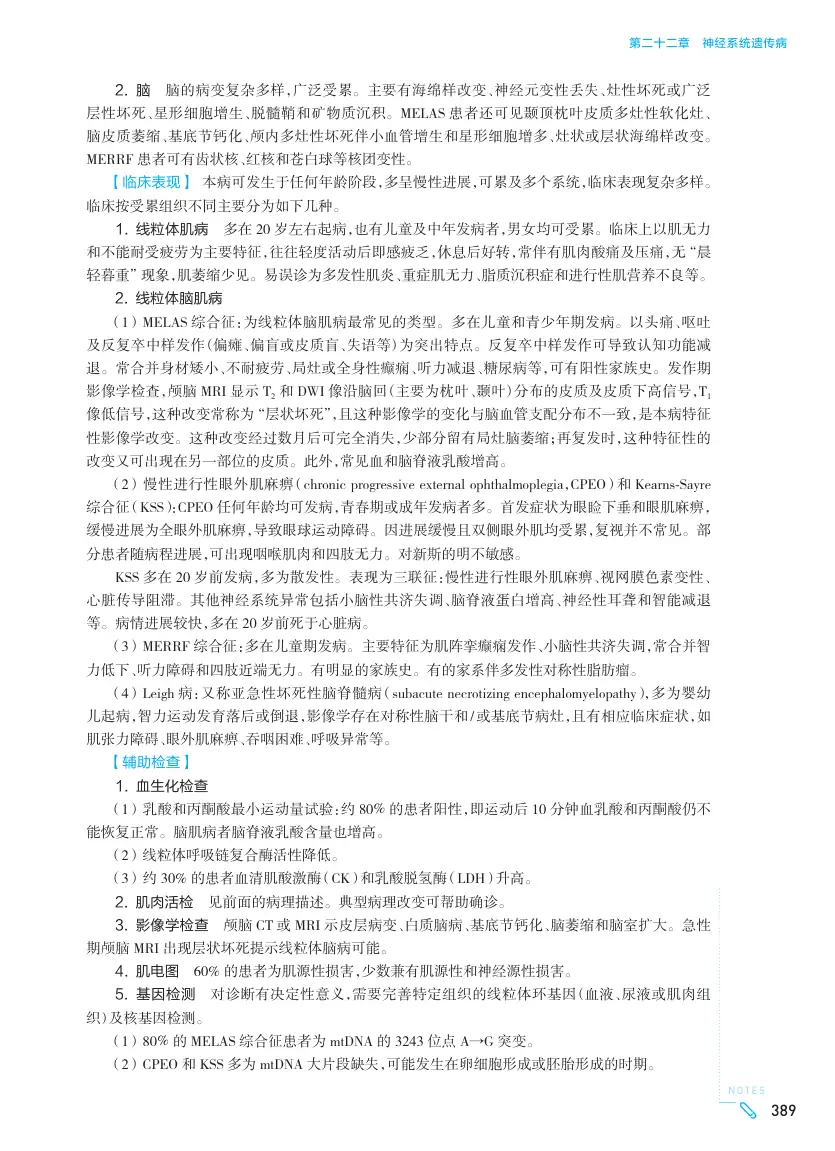 第二十二章 神经系统遗传病
2. 脑 脑的病变复杂多样,广泛受累。主要有海绵样改变、神经元变性丢失、灶性坏死或广泛
层性坏死、星形细胞增生、脱髓鞘和矿物质沉积。MELAS 患者还可见颞顶枕叶皮质多灶性软化灶、
脑皮质萎缩、基底节钙化、颅内多灶性坏死伴小血管增生和星形细胞增多、灶状或层状海绵样改变。
MERRF 患者可有齿状核、红核和苍白球等核团变性。
【临床表现】 本病可发生于任何年龄阶段,多呈慢性进展,可累及多个系统,临床表现复杂多样。
临床按受累组织不同主要分为如下几种。
1. 线粒体肌病 多在 20 岁左右起病,也有儿童及中年发病者,男女均可受累。临床上以肌无力
和不能耐受疲劳为主要特征,往往轻度活动后即感疲乏,休息后好转,常伴有肌肉酸痛及压痛,无“晨
轻暮重”现象,肌萎缩少见。易误诊为多发性肌炎、重症肌无力、脂质沉积症和进行性肌营养不良等。
2. 线粒体脑肌病
(1)MELAS 综合征:为线粒体脑肌病最常见的类型。多在儿童和青少年期发病。以头痛、呕吐
及反复卒中样发作(偏瘫、偏盲或皮质盲、失语等)为突出特点。反复卒中样发作可导致认知功能减
退。常合并身材矮小、不耐疲劳、局灶或全身性癫痫、听力减退、糖尿病等,可有阳性家族史。发作期
影像学检查,颅脑 MRI 显示 T₂ 和 DWI 像沿脑回(主要为枕叶、颞叶)分布的皮质及皮质下高信号,T₁
像低信号,这种改变常称为“层状坏死”,且这种影像学的变化与脑血管支配分布不一致,是本病特征
性影像学改变。这种改变经过数月后可完全消失,少部分留有局灶脑萎缩;再复发时,这种特征性的
改变又可出现在另一部位的皮质。此外,常见血和脑脊液乳酸增高。
(2)慢性进行性眼外肌麻痹(chronic progressive external ophthalmoplegia,CPEO)和 Kearns-Sayre
综合征(KSS):CPEO 任何年龄均可发病,青春期或成年发病者多。首发症状为眼睑下垂和眼肌麻痹,
缓慢进展为全眼外肌麻痹,导致眼球运动障碍。因进展缓慢且双侧眼外肌均受累,复视并不常见。部
分患者随病程进展,可出现咽喉肌肉和四肢无力。对新斯的明不敏感。
KSS 多在 20 岁前发病,多为散发性。表现为三联征:慢性进行性眼外肌麻痹、视网膜色素变性、
心脏传导阻滞。其他神经系统异常包括小脑性共济失调、脑脊液蛋白增高、神经性耳聋和智能减退
等。病情进展较快,多在 20 岁前死于心脏病。
(3)MERRF 综合征:多在儿童期发病。主要特征为肌阵挛癫痫发作、小脑性共济失调,常合并智
力低下、听力障碍和四肢近端无力。有明显的家族史。有的家系伴多发性对称性脂肪瘤。
(4)Leigh 病:又称亚急性坏死性脑脊髓病(subacute necrotizing encephalomyelopathy),多为婴幼
儿起病,智力运动发育落后或倒退,影像学存在对称性脑干和/或基底节病灶,且有相应临床症状,如
肌张力障碍、眼外肌麻痹、吞咽困难、呼吸异常等。
【辅助检查】
1. 血生化检查
(1)乳酸和丙酮酸最小运动量试验:约 80% 的患者阳性,即运动后 10 分钟血乳酸和丙酮酸仍不
能恢复正常。脑肌病者脑脊液乳酸含量也增高。
(2)线粒体呼吸链复合酶活性降低。
(3)约 30% 的患者血清肌酸激酶(CK)和乳酸脱氢酶(LDH)升高。
2. 肌肉活检 见前面的病理描述。典型病理改变可帮助确诊。
3. 影像学检查 颅脑 CT 或 MRI 示皮层病变、白质脑病、基底节钙化、脑萎缩和脑室扩大。急性
期颅脑 MRI 出现层状坏死提示线粒体脑病可能。
4. 肌电图 60% 的患者为肌源性损害,少数兼有肌源性和神经源性损害。
5. 基因检测 对诊断有决定性意义,需要完善特定组织的线粒体环基因(血液、尿液或肌肉组
织)及核基因检测。
(1)80% 的 MELAS 综合征患者为 mtDNA 的 3243 位点 A→G 突变。
(2)CPEO 和 KSS 多为 mtDNA 大片段缺失,可能发生在卵细胞形成或胚胎形成的时期。
NOTES
389